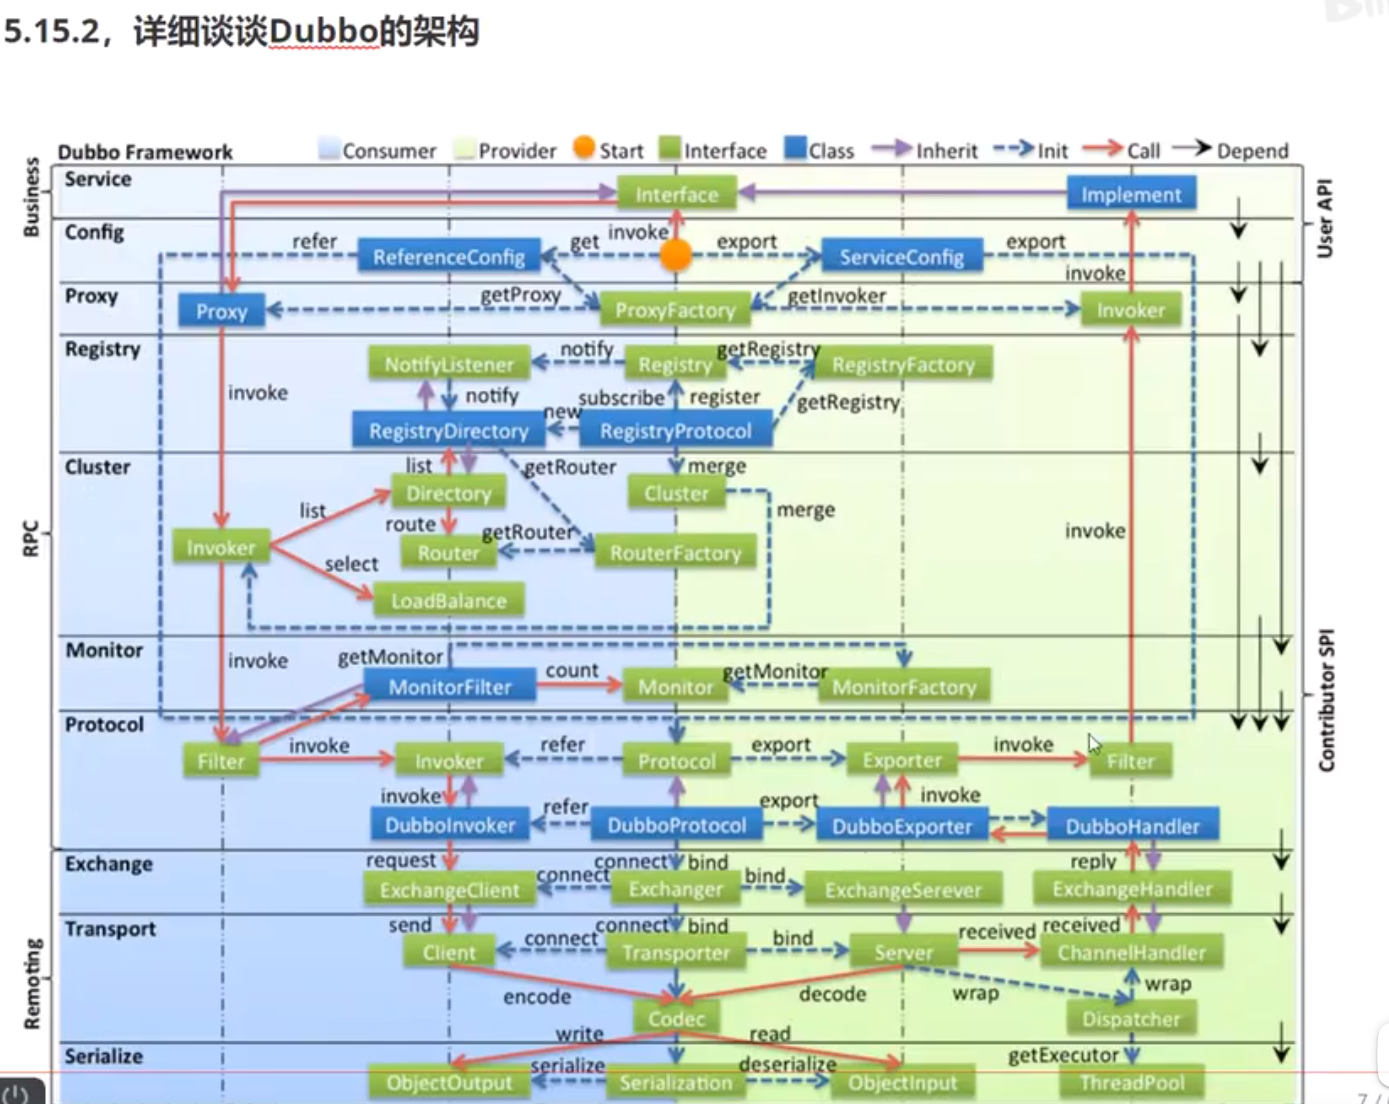 5.15.2，详细谈谈Dubbo的架构
Dubbo Framework
Consumer Provider Start Interface Class Inherit Init Call Depend
Business
Service
Interface
Implement
User API
Config
refer
ReferenceConfig
get
invoke
export
ServiceConfig
export
invoke
Proxy
Proxy
getProxy
ProxyFactory
getInvoker
Invoker
RPC
Registry
NotifyListener
notify
Registry
getRegistry
RegistryFactory
invoke
notify
subscribe
register
getRegistry
new
RegistryDirectory
RegistryProtocol
Cluster
list
getRouter
merge
Directory
Cluster
list
merge
route
getRouter
invoke
Invoker
Router
RouterFactory
select
LoadBalance
Contributor SPI
Monitor
invoke
getMonitor
MonitorFilter
count
Monitor
getMonitor
MonitorFactory
Protocol
Filter
invoke
Invoker
refer
Protocol
export
Exporter
invoke
Filter
invoke
refer
export
invoke
DubboInvoker
DubboProtocol
DubboExporter
DubboHandler
Remoting
Exchange
request
connect
bind
reply
connect
bind
ExchangeClient
Exchanger
ExchangeSerever
ExchangeHandler
Transport
send
connect
bind
received
received
connect
bind
Client
Transporter
Server
ChannelHandler
encode
decode
wrap
wrap
Codec
Dispatcher
write
read
Serialize
serialize
deserialize
getExecutor
ObjectOutput
Serialization
ObjectInput
ThreadPool